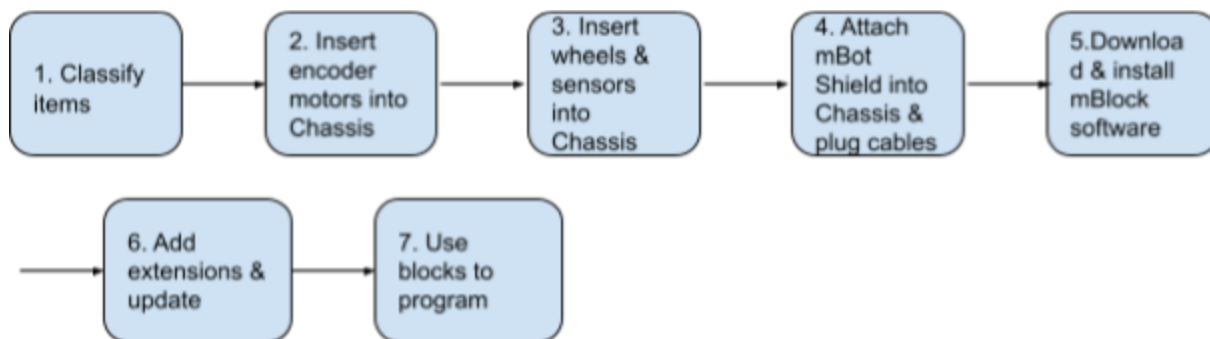 1. Classify
items
2. Insert
encoder
motors into
Chassis
3. Insert
wheels &
sensors
into
Chassis
4. Attach
mBot
Shield into
Chassis &
plug cables
5.Downloa
d & install
mBlock
software
6. Add
extensions &
update
7. Use
blocks to
program